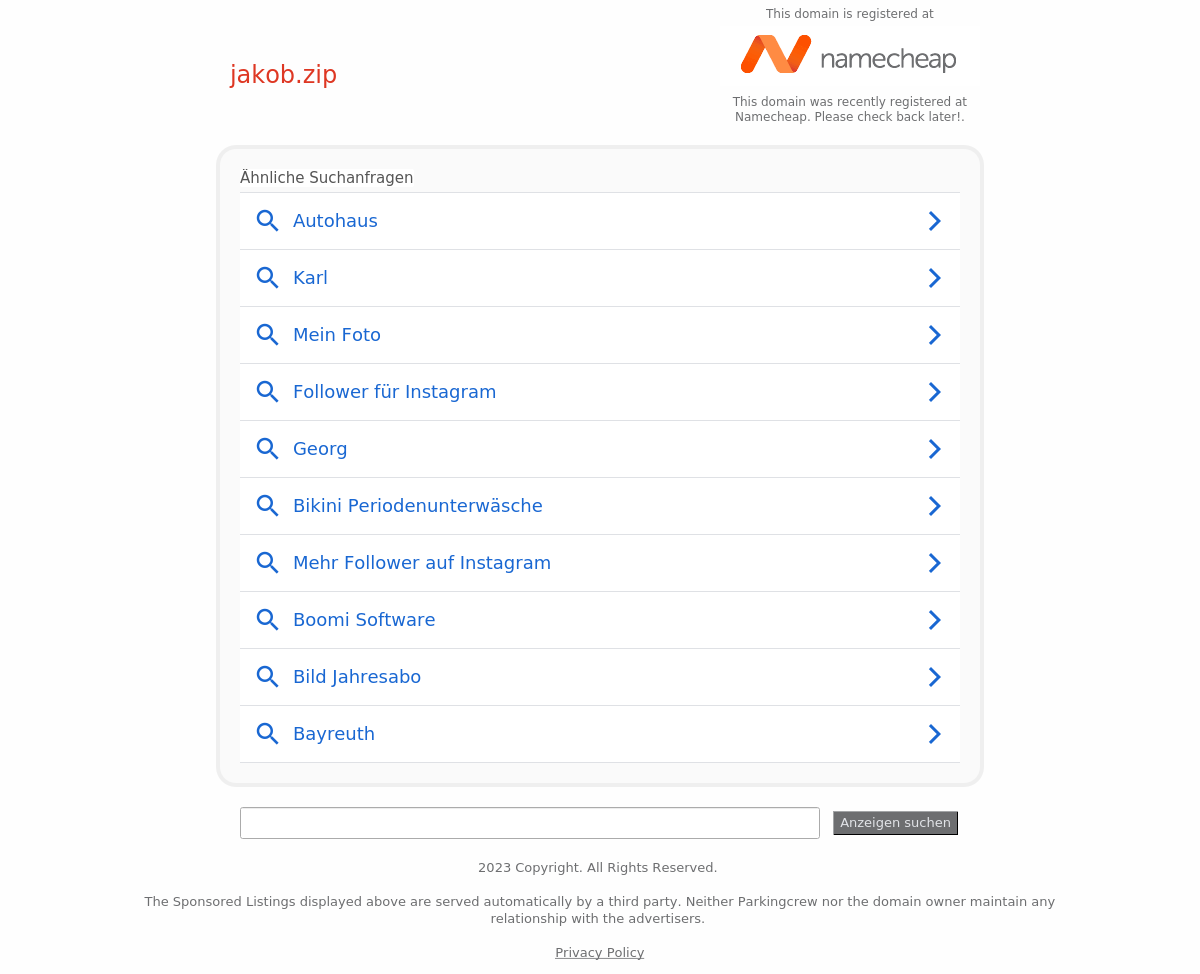 This domain is registered at
namecheap
jakob.zip
This domain was recently registered at
Namecheap. Please check back later!.
Ähnliche Suchanfragen
Autohaus
Karl
Mein Foto
Follower für Instagram
Georg
Bikini Periodenunterwäsche
Mehr Follower auf Instagram
Boomi Software
Bild Jahresabo
Bayreuth
Anzeigen suchen
2023 Copyright. All Rights Reserved.
The Sponsored Listings displayed above are served automatically by a third party. Neither Parkingcrew nor the domain owner maintain any
relationship with the advertisers.
Privacy Policy